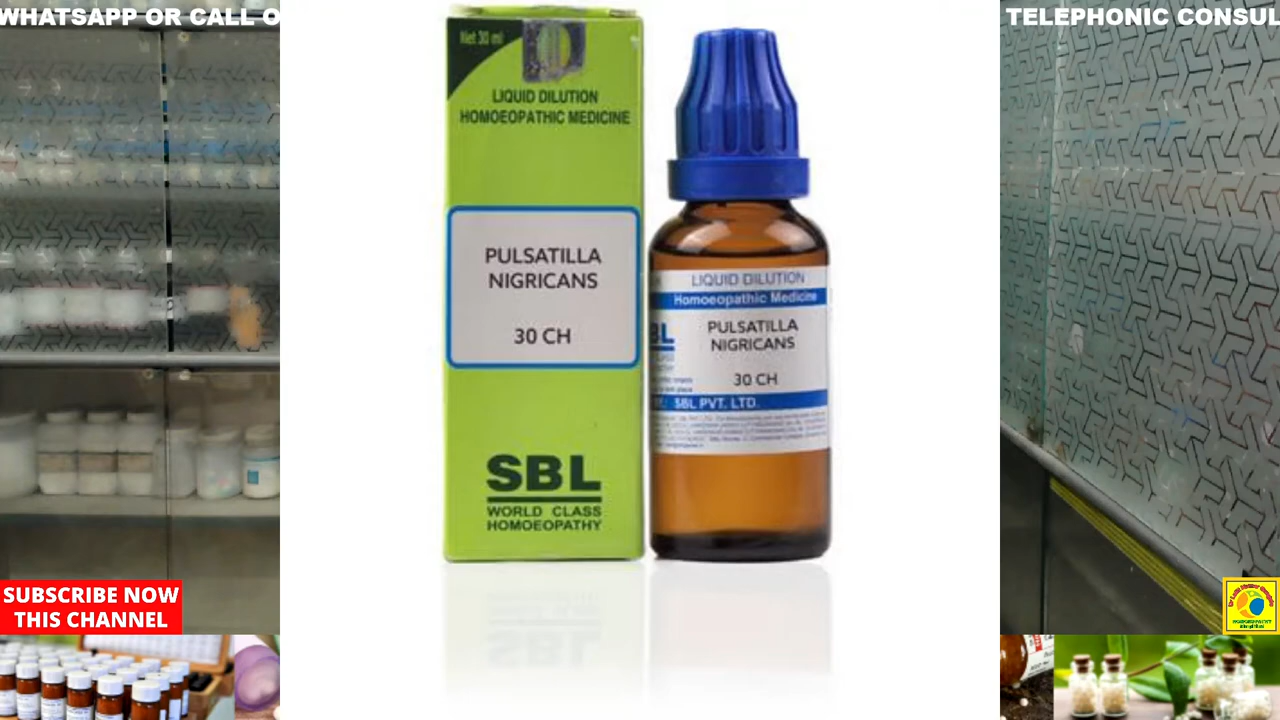 WHATSAPP OR CALL O
TELEPHONIC CONSUL
Net 30 ml
LIQUID DILUTION
HOMOEOPATHIC MEDICINE
PULSATILLA
NIGRICANS
30 CH
SBL
WORLD CLASS
HOMOEOPATHY
LIQUID DILUTION
Homoeopathic Medicine
BL
PULSATILLA
NIGRICANS
30 CH
SBL PVT. LTD.
SUBSCRIBE NOW
THIS CHANNEL